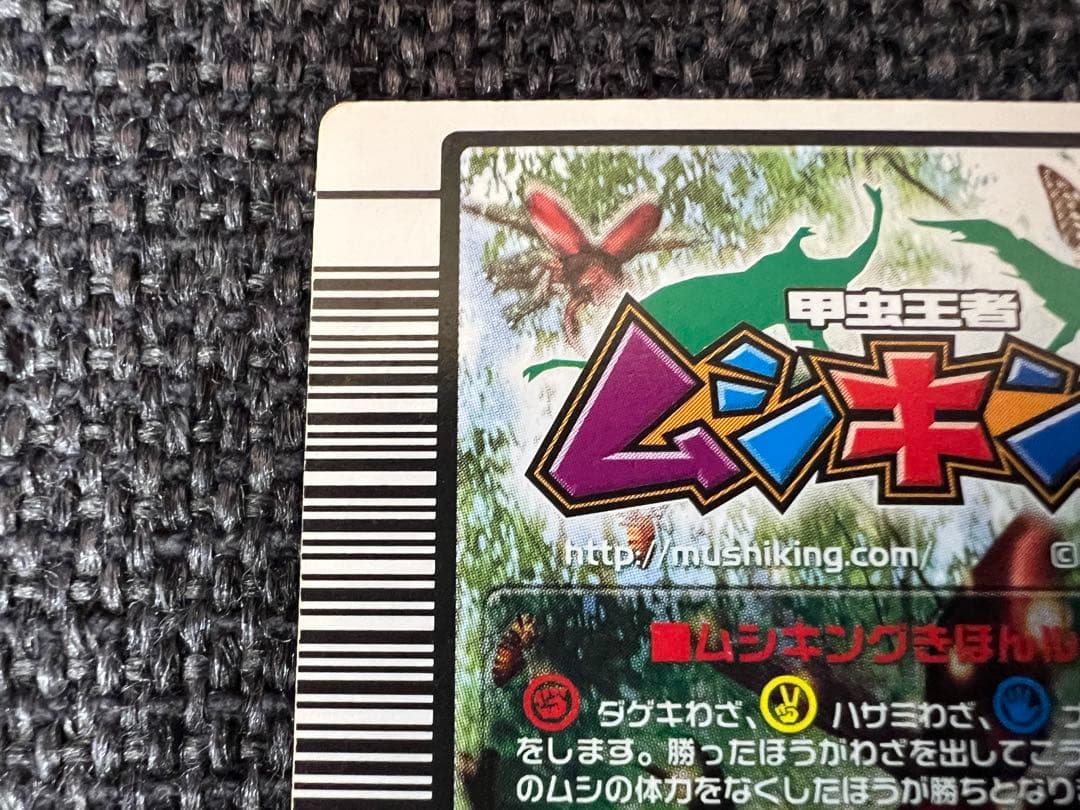 甲虫王者
ムシキン
http://mushiking.com/ ©
■ムシキングきほんル
ダゲキわざ、 ハサミわざ、
をします。勝ったほうがわざを出してこう
のムシの体力をなくしたほうが勝ちとなり